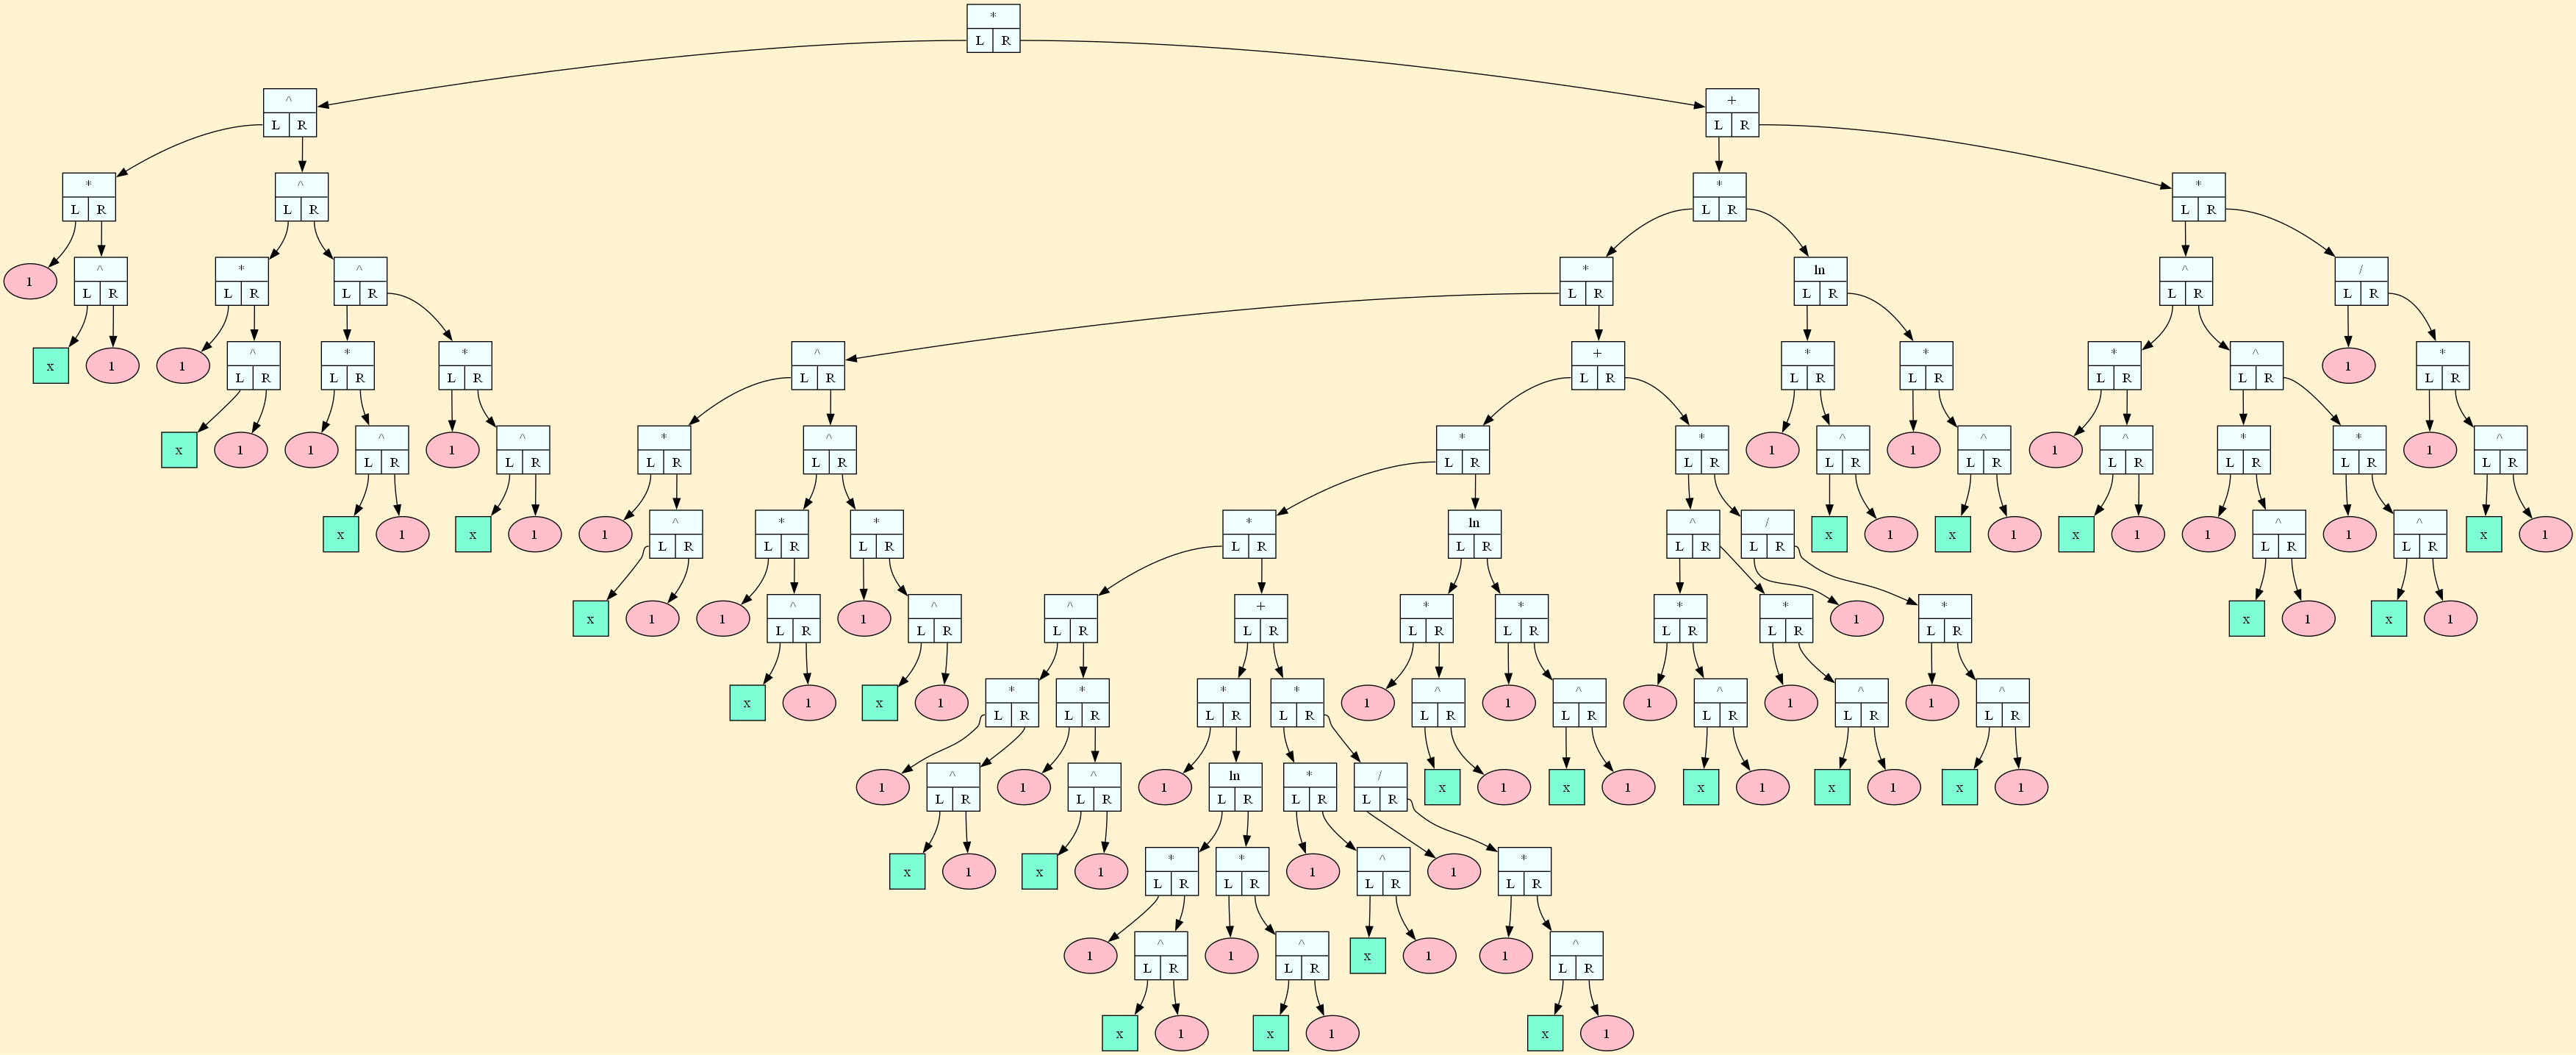 *
L R
^ +
L R L R
* ^ * *
L R L R L R L R
1 ^ * ^ * ln ^ /
L R L R L R L R L R L R L R
x 1 1 ^ * * ^ + * * * ^ 1 *
L R L R L R L R L R L R L R L R L R L R
x 1 1 ^ 1 ^ * ^ * * 1 ^ 1 ^ 1 ^ * * 1 ^
L R L R L R L R L R L R L R L R L R L R L R L R
x 1 x 1 1 ^ * * * ln ^ / x 1 x 1 x 1 1 ^ 1 ^ x 1
L R L R L R L R L R L R L R L R L R
x 1 1 ^ 1 ^ ^ + * * * * 1 * x 1 x 1
L R L R L R L R L R L R L R L R L R
x 1 x 1 * * * * 1 ^ 1 ^ 1 ^ 1 ^ 1 ^
L R L R L R L R L R L R L R L R L R
1 ^ 1 ^ 1 ln * / x 1 x 1 x 1 x 1 x 1
L R L R L R L R L R
x 1 x 1 * * 1 ^ 1 *
L R L R L R L R
1 ^ 1 ^ x 1 1 ^
L R L R L R
x 1 x 1 x 1